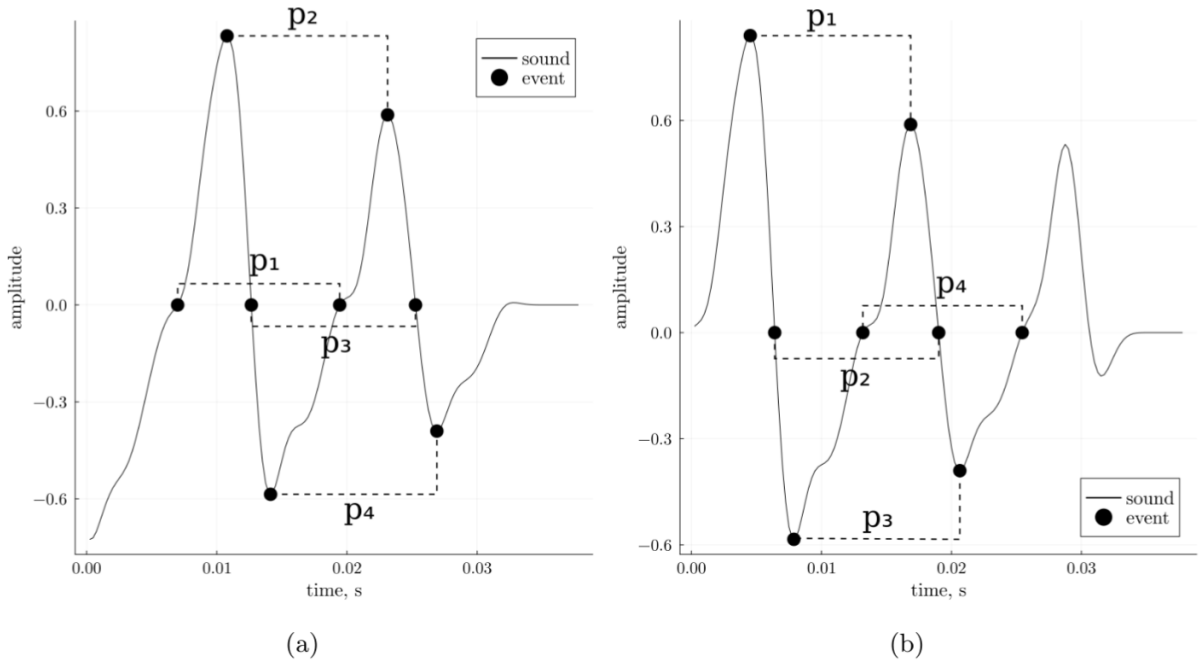 p₂
sound
event
0.6
0.3
p₁
0.0
p₃
−0.3
−0.6
p₄
amplitude
0.00
0.01
0.02
0.03
time, s
(a)
p₁
0.6
0.3
p₄
0.0
p₂
−0.3
p₃
sound
event
−0.6
amplitude
0.00
0.01
0.02
0.03
time, s
(b)